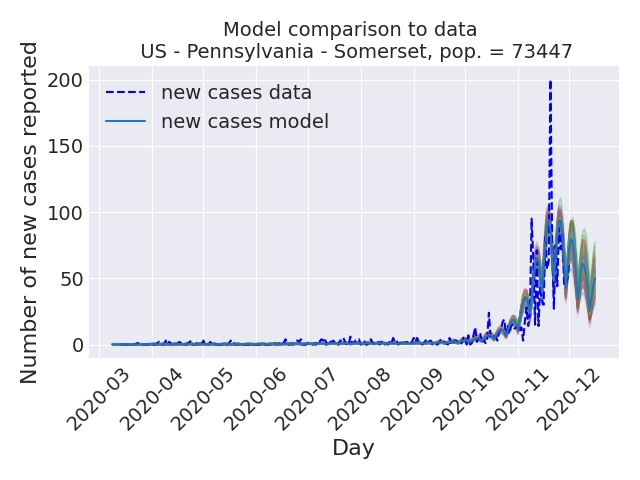 Model comparison to data
US - Pennsylvania - Somerset, pop. = 73447
Number of new cases reported
200
150
100
50
0
new cases data
new cases model
2020-03
2020-04
2020-05
2020-06
2020-07
2020-08
2020-09
2020-10
2020-11
2020-12
Day